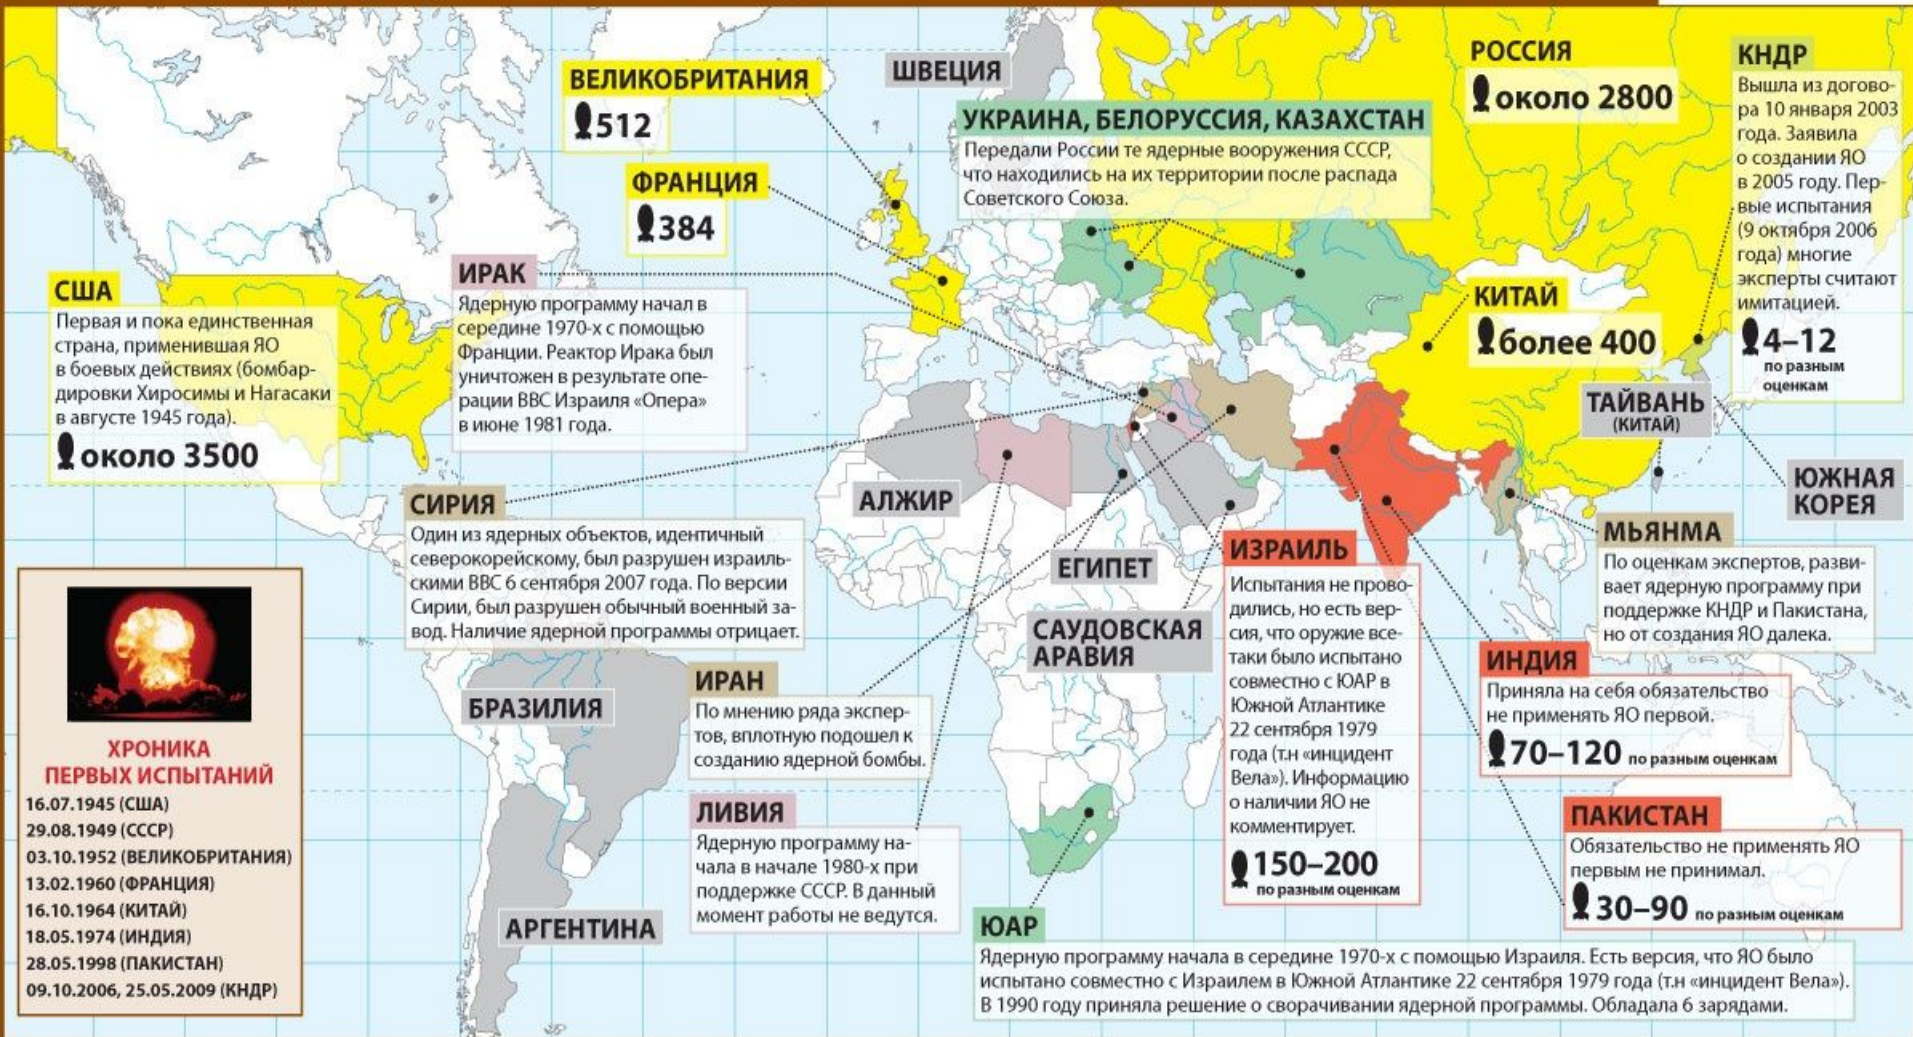 ВЕЛИКОБРИТАНИЯ
512
ФРАНЦИЯ
384
ШВЕЦИЯ
УКРАИНА, БЕЛОРУССИЯ, КАЗАХСТАН
Передали России те ядерные вооружения СССР,
что находились на их территории после распада
Советского Союза.
РОССИЯ
около 2800
КНДР
Вышла из догово-
ра 10 января 2003
года. Заявила
о создании ЯО
в 2005 году. Пер-
вые испытания
(9 октября 2006
года) многие
эксперты считают
имитацией.
4–12
по разным
оценкам
США
Первая и пока единственная
страна, применившая ЯО
в боевых действиях (бомбар-
дировки Хиросимы и Нагасаки
в августе 1945 года).
около 3500
ИРАК
Ядерную программу начал в
середине 1970-х с помощью
Франции. Реактор Ирака был
уничтожен в результате опе-
рации ВВС Израиля «Опера»
в июне 1981 года.
КИТАЙ
более 400
ТАЙВАНЬ
(КИТАЙ)
ЮЖНАЯ
КОРЕЯ
СИРИЯ
Один из ядерных объектов, идентичный
северокорейскому, был разрушен израиль-
скими ВВС 6 сентября 2007 года. По версии
Сирии, был разрушен обычный военный за-
вод. Наличие ядерной программы отрицает.
АЛЖИР
ЕГИПЕТ
САУДОВСКАЯ
АРАВИЯ
ИЗРАИЛЬ
Испытания не прово-
дились, но есть вер-
сия, что оружие все-
таки было испытано
совместно с ЮАР в
Южной Атлантике
22 сентября 1979
года (т.н «инцидент
Вела»). Информацию
о наличии ЯО не
комментирует.
150–200
по разным оценкам
МЬЯНМА
По оценкам экспертов, разви-
вает ядерную программу при
поддержке КНДР и Пакистана,
но от создания ЯО далека.
ИНДИЯ
Приняла на себя обязательство
не применять ЯО первой.
70–120 по разным оценкам
ПАКИСТАН
Обязательство не применять ЯО
первым не принимал.
30–90 по разным оценкам
БРАЗИЛИЯ
ИРАН
По мнению ряда экспер-
тов, вплотную подошел к
созданию ядерной бомбы.
ЛИВИЯ
Ядерную программу на-
чала в начале 1980-х при
поддержке СССР. В данный
момент работы не ведутся.
АРГЕНТИНА
ЮАР
Ядерную программу начала в середине 1970-х с помощью Израиля. Есть версия, что ЯО было
испытано совместно с Израилем в Южной Атлантике 22 сентября 1979 года (т.н «инцидент Вела»).
В 1990 году приняла решение о сворачивании ядерной программы. Обладала 6 зарядами.
ХРОНИКА
ПЕРВЫХ ИСПЫТАНИЙ
16.07.1945 (США)
29.08.1949 (СССР)
03.10.1952 (ВЕЛИКОБРИТАНИЯ)
13.02.1960 (ФРАНЦИЯ)
16.10.1964 (КИТАЙ)
18.05.1974 (ИНДИЯ)
28.05.1998 (ПАКИСТАН)
09.10.2006, 25.05.2009 (КНДР)